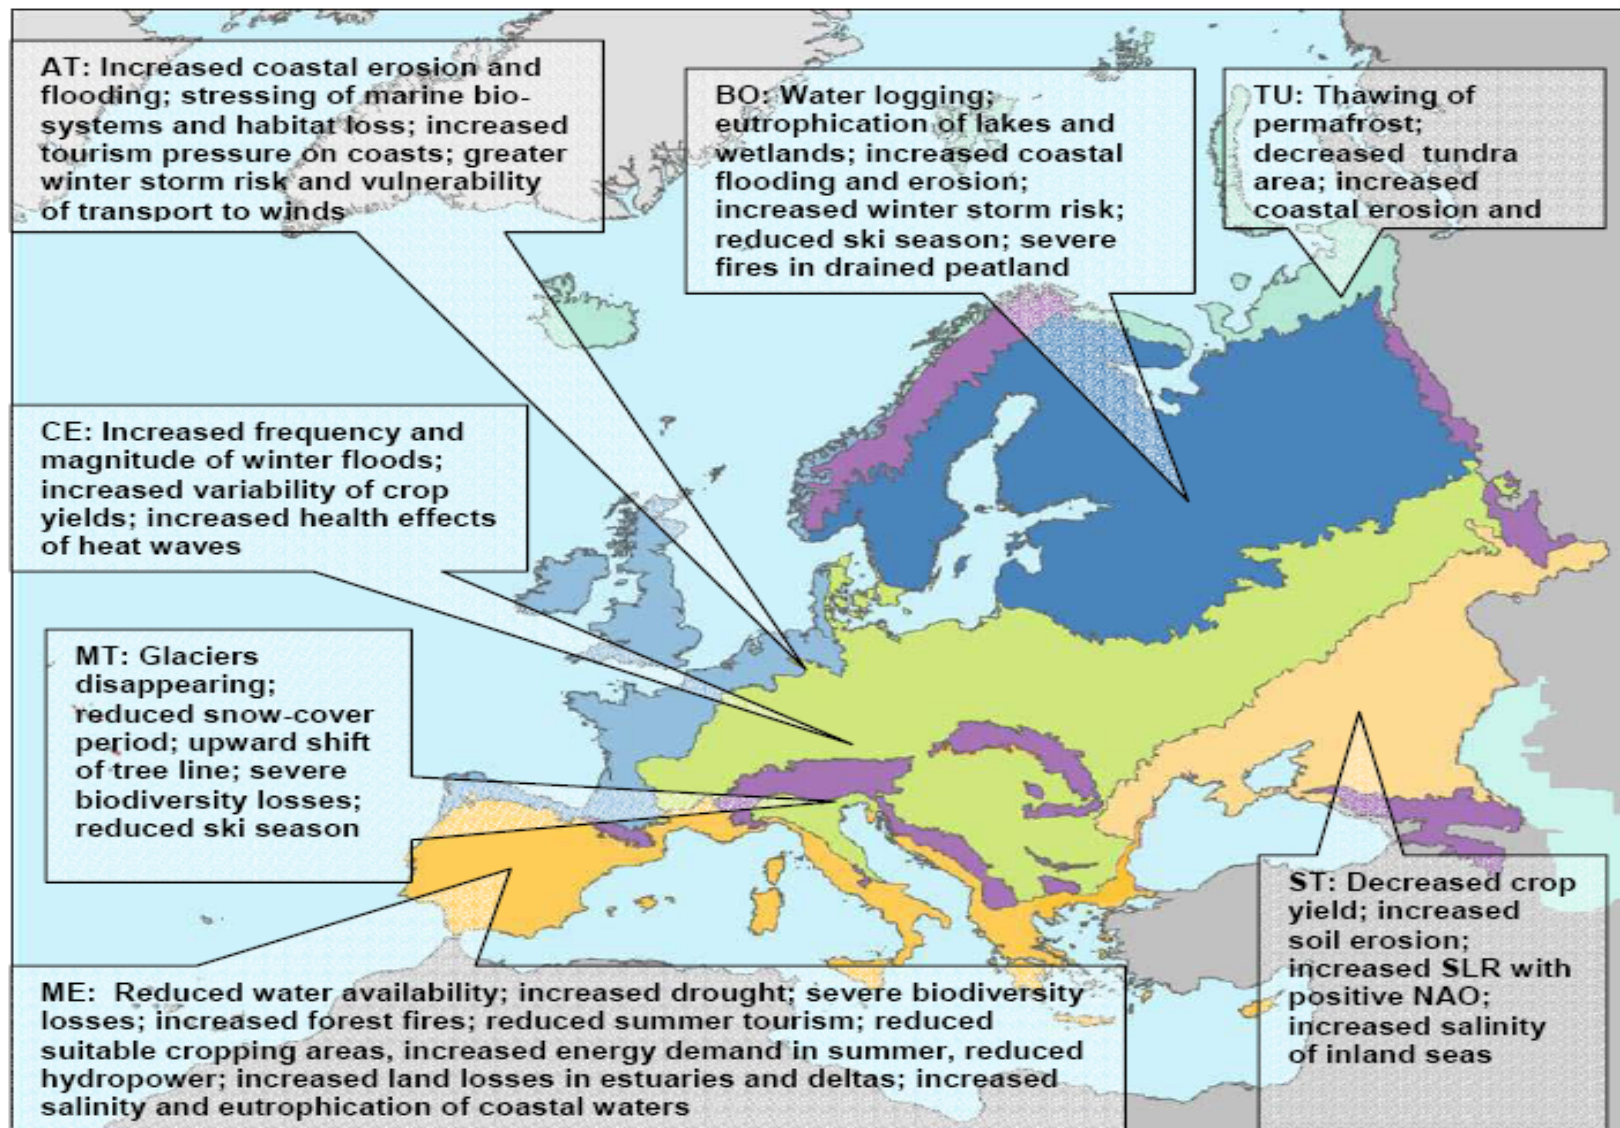 AT: Increased coastal erosion and
flooding; stressing of marine bio-
systems and habitat loss; increased
tourism pressure on coasts; greater
winter storm risk and vulnerability
of transport to winds
BO: Water logging;
eutrophication of lakes and
wetlands; increased coastal
flooding and erosion;
increased winter storm risk;
reduced ski season; severe
fires in drained peatland
TU: Thawing of
permafrost;
decreased tundra
area; increased
coastal erosion and
CE: Increased frequency and
magnitude of winter floods;
increased variability of crop
yields; increased health effects
of heat waves
MT: Glaciers
disappearing;
reduced snow-cover
period; upward shift
of tree line; severe
biodiversity losses;
reduced ski season
ST: Decreased crop
yield; increased
soil erosion;
increased SLR with
positive NAO;
increased salinity
of inland seas
ME: Reduced water availability; increased drought; severe biodiversity
losses; increased forest fires; reduced summer tourism; reduced
suitable cropping areas, increased energy demand in summer, reduced
hydropower; increased land losses in estuaries and deltas; increased
salinity and eutrophication of coastal waters